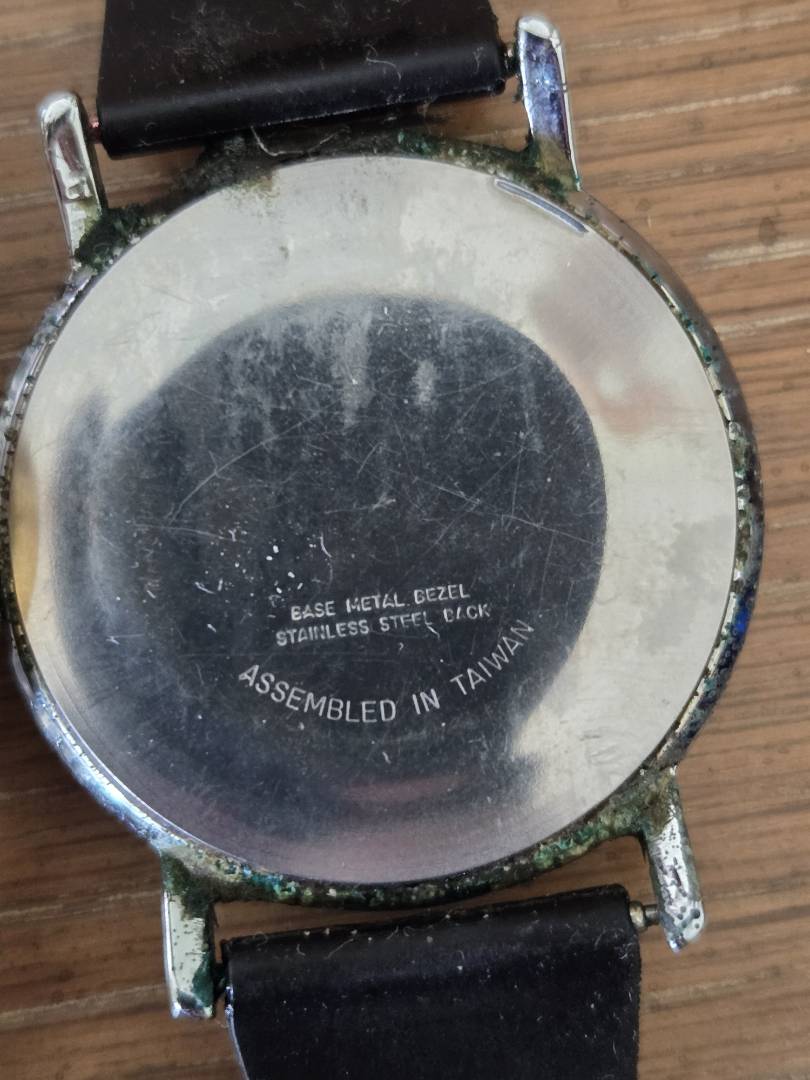 BASE METAL BEZEL
STAINLESS STEEL BACK
ASSEMBLED IN TAIWAN